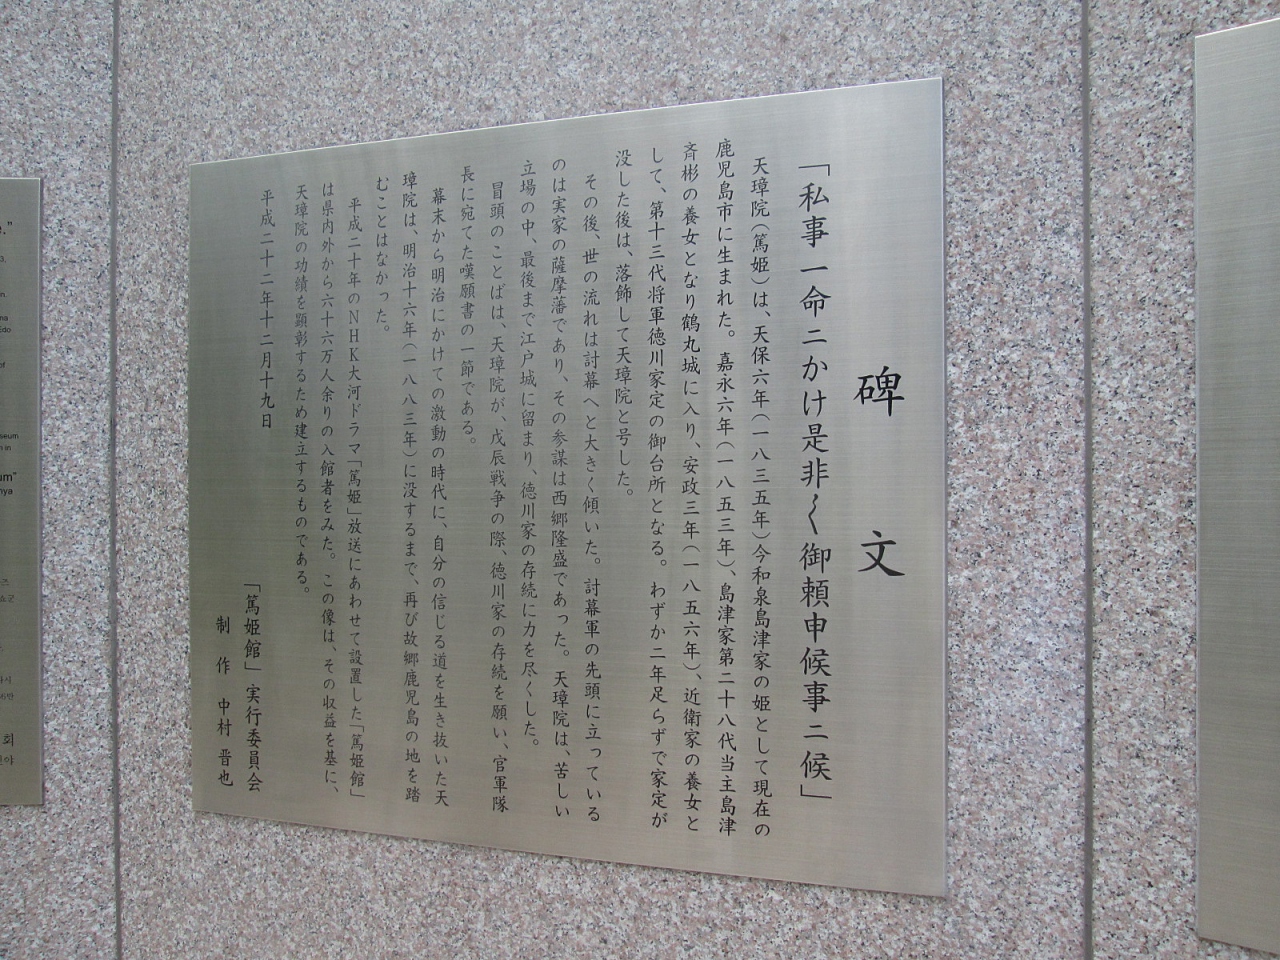 碑文
「私事一命ニかけ是非〱御頼申候事ニ候」
天璋院（篤姫）は、天保六年（一八三五年）今和泉島津家の姫として現在の
鹿児島市に生まれた。嘉永六年（一八五三年）、島津家第二十八代当主島津
斉彬の養女となり鶴丸城に入り、安政三年（一八五六年）、近衛家の養女と
して、第十三代将軍徳川家定の御台所となる。わずか二年足らずで家定が
没した後は、落飾して天璋院と号した。
その後、世の流れは討幕へと大きく傾いた。討幕軍の先頭に立っている
のは実家の薩摩藩であり、その参謀は西郷隆盛であった。天璋院は、苦しい
立場の中、最後まで江戸城に留まり、徳川家の存続に力を尽くした。
冒頭のことばは、天璋院が、戊辰戦争の際、徳川家の存続を願い、官軍隊
長に宛てた嘆願書の一節である。
幕末から明治にかけての激動の時代に、自分の信じる道を生き抜いた天
璋院は、明治十六年（一八八三年）に没するまで、再び故郷鹿児島の地を踏
むことはなかった。
平成二十年のNHK大河ドラマ「篤姫」放送にあわせて設置した「篤姫館」
は県内外から六十六万人余りの入館者をみた。この像は、その収益を基に、
天璋院の功績を顕彰するため建立するものである。
平成二十二年十二月十九日
「篤姫館」実行委員会
制作 中村晋也